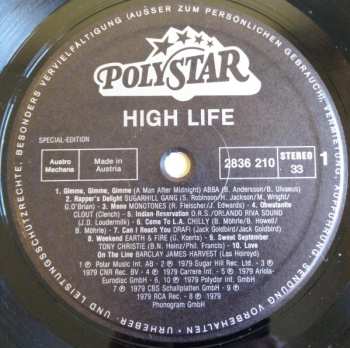 BESONDERS VERVIELFÄLTIGUNG (AUSSER ZUM PERSÖNLICHEN GEBRAUCH), VERMIETUNG, AUFFÜHRUNG,
URHEBER- UND LEISTUNGSSCHUTZRECHTE,
VORBEHALTEN
POLYSTAR
HIGH LIFE
SPECIAL-EDITION
Austro
Mechana
Made in
Austria
2836 210
STEREO
33
1
1. Gimme, Gimme, Gimme (A Man After Midnight) ABBA (B. Andersson/B. Ulvaeus)
2. Rapper's Delight SUGARHILL GANG (S. Robinson/H. Jackson/M. Wright/
G.O'Brian) - 3. Mana MONOTONES (R. Fleischer/J. Edwards) - 4. Oowatanite
CLOUT (Clench) - 5. Indian Reservation O.R.S./ORLANDO RIVA SOUND
(J.D. Loudermilk) - 6. Come To L.A. CHILLY (B. Möhrle/B. Howell/
B. Möhrle) - 7. Can I Reach You ORAFI (Jack Goldbird/Jack Goldbird)
8. Weekend EARTH & FIRE (G. Koerts) - 9. Sweet September
TONY CHRISTIE (B.N. Heinz/Phil. Francis) - 10. Love
On The Line BARCLAY JAMES HARVEST (Les Holroyd)
1 ℗ Polar Music Int. AB - 2 ℗ 1979 Sugar Hill Rec. Ltd. - 3 ℗
1979 CNR Rec. BV - 4 ℗ 1979 Carrere Int. - 5 ℗ 1979 Ariola-
Eurodisc GmbH - 6 ℗ 1979 Polydor Int. GmbH
- 7 ℗ 1979 CBS Schallplatten GmbH - 9 ℗
1979 RCA Rec. - 8 ℗ 1979
Phonogram GmbH